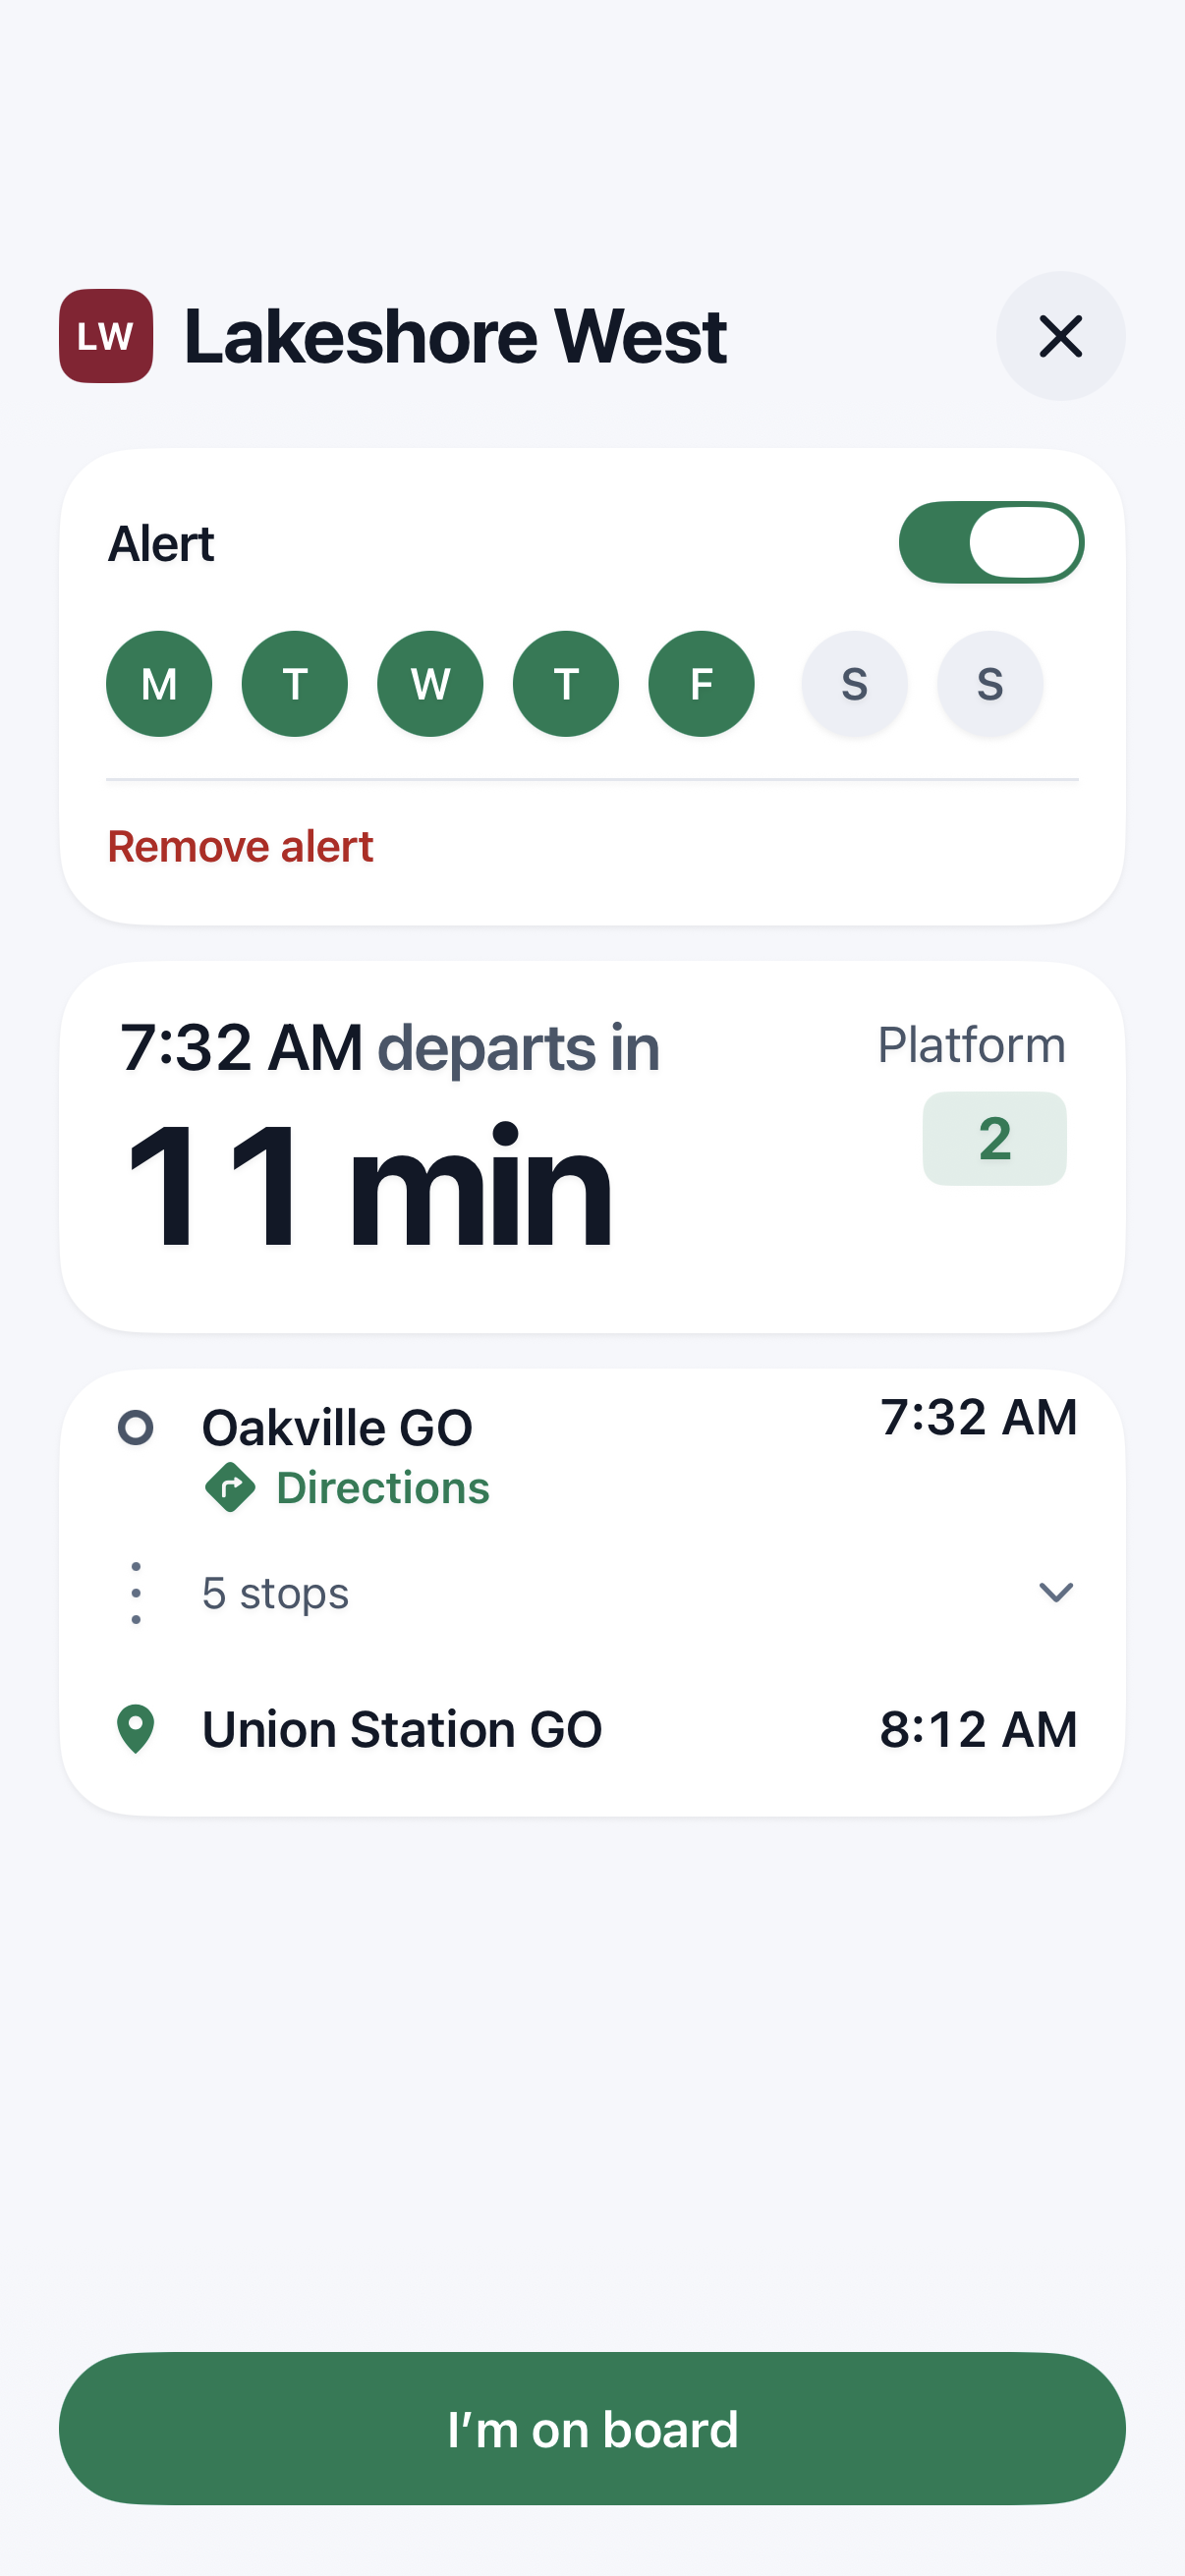 LW Lakeshore West
Alert
M T W T F S S
Remove alert
7:32 AM departs in
Platform
11 min
2
Oakville GO
7:32 AM
Directions
5 stops
Union Station GO
8:12 AM
I’m on board